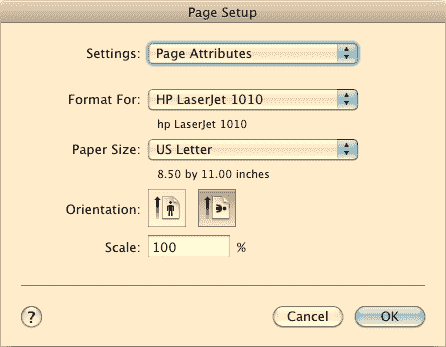 Page Setup
Settings: Page Attributes
Format For: HP LaserJet 1010
hp LaserJet 1010
Paper Size: US Letter
8.50 by 11.00 inches
Orientation:
Scale: 100 %
? Cancel OK